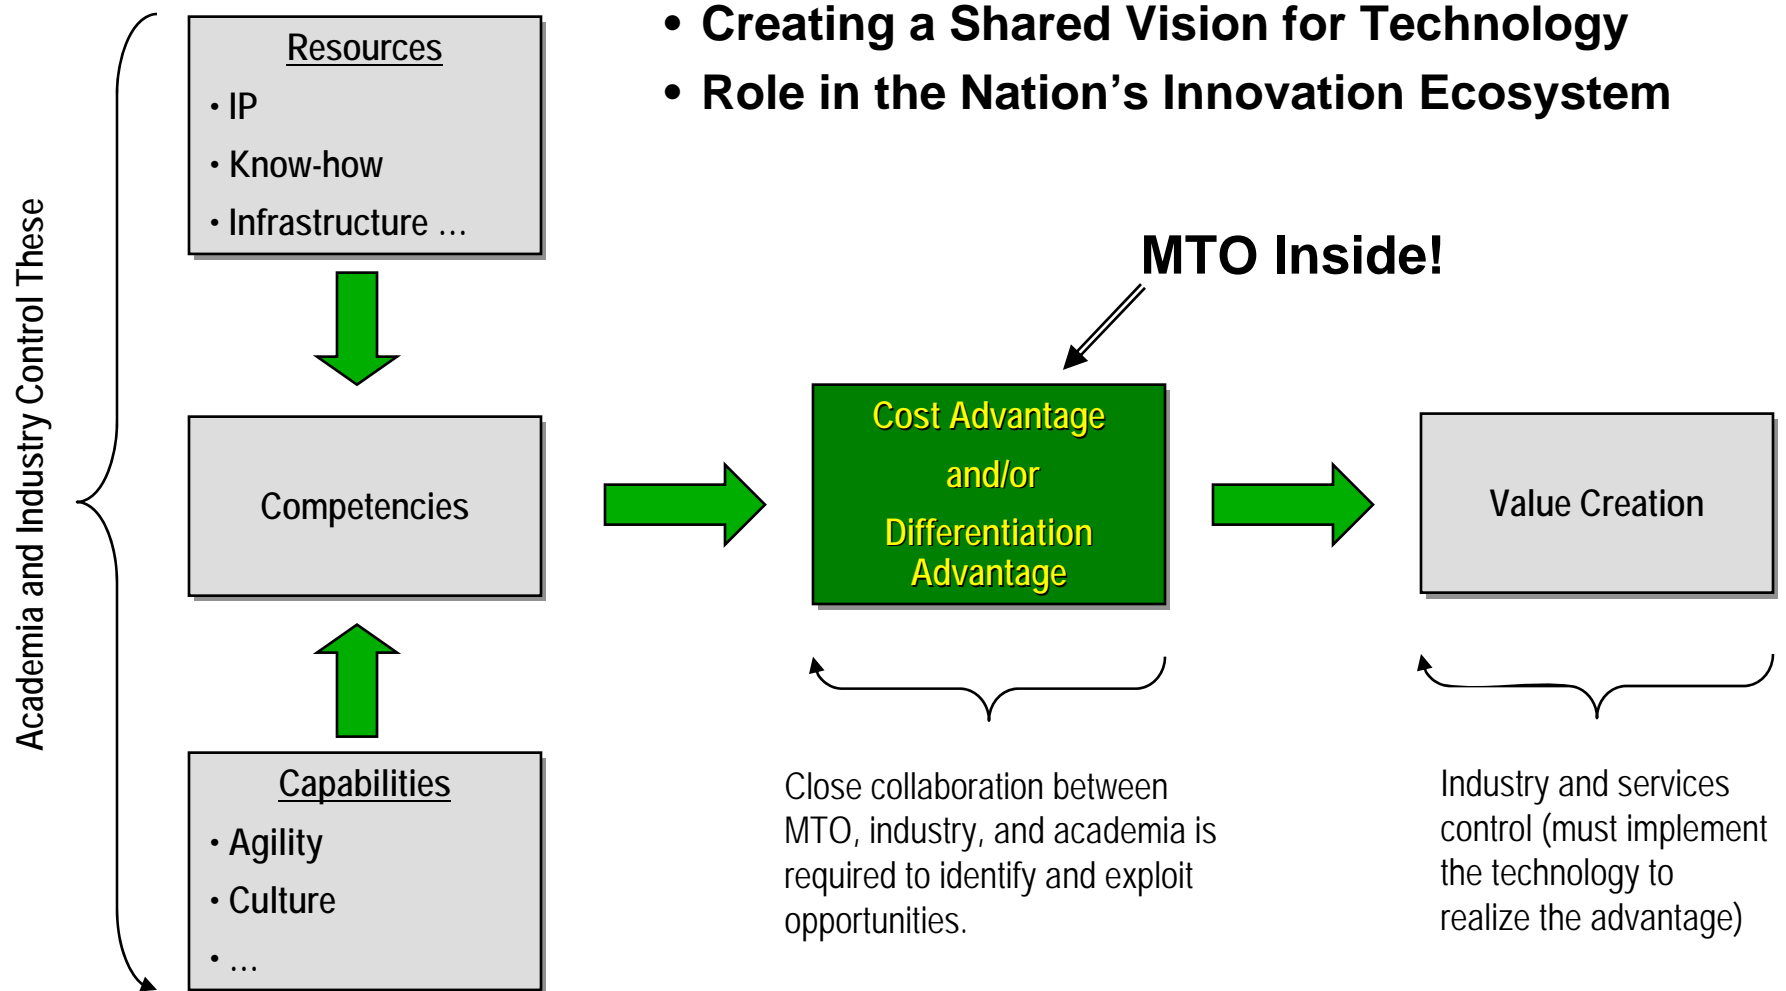 • Creating a Shared Vision for Technology
• Role in the Nation’s Innovation Ecosystem
Academia and Industry Control These
Resources
• IP
• Know-how
• Infrastructure …
Competencies
Capabilities
• Agility
• Culture
• …
MTO Inside!
Cost Advantage
and/or
Differentiation
Advantage
Value Creation
Close collaboration between
MTO, industry, and academia is
required to identify and exploit
opportunities.
Industry and services
control (must implement
the technology to
realize the advantage)